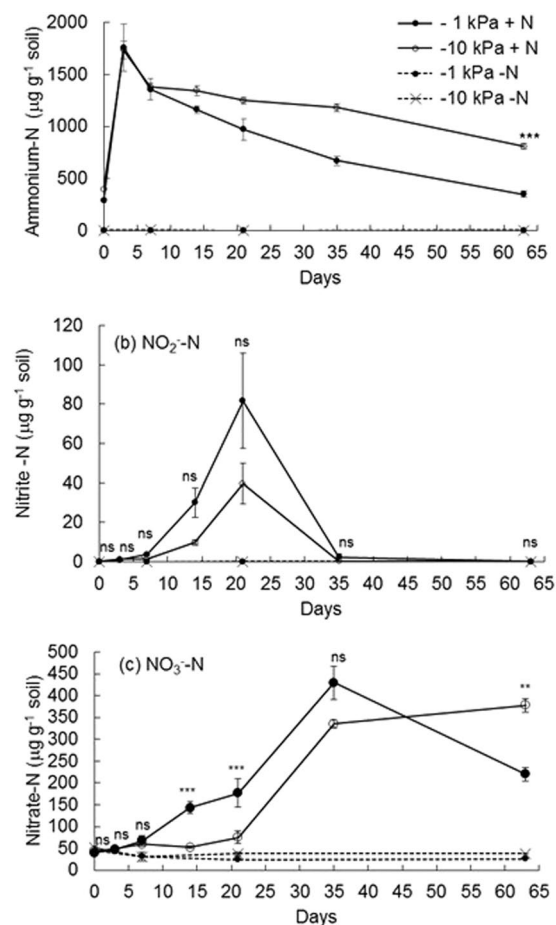 2000
1500
1000
500
0
Ammonium-N (µg g⁻¹ soil)
- 1 kPa + N
-10 kPa + N
-1 kPa -N
-10 kPa -N
***
0 5 10 15 20 25 30 35 40 45 50 55 60 65
Days
120
100
80
60
40
20
0
Nitrite -N (µg g⁻¹ soil)
(b) NO₂⁻-N
ns
ns
ns ns ns
ns
ns
0 5 10 15 20 25 30 35 40 45 50 55 60 65
Days
500
450
400
350
300
250
200
150
100
50
0
Nitrate-N (µg g⁻¹ soil)
(c) NO₃⁻-N
ns
**
***
***
ns ns ns
0 5 10 15 20 25 30 35 40 45 50 55 60 65
Days